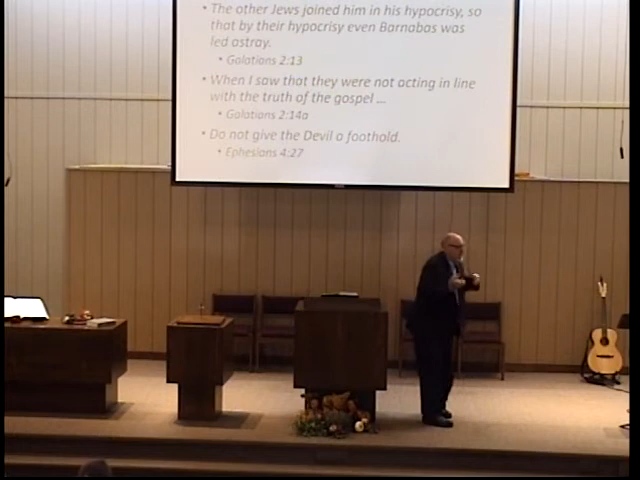 • The other Jews joined him in his hypocrisy, so
that by their hypocrisy even Barnabas was
led astray.
• Galatians 2:13
• When I saw that they were not acting in line
with the truth of the gospel ...
• Galatians 2:14a
• Do not give the Devil a foothold.
• Ephesians 4:27